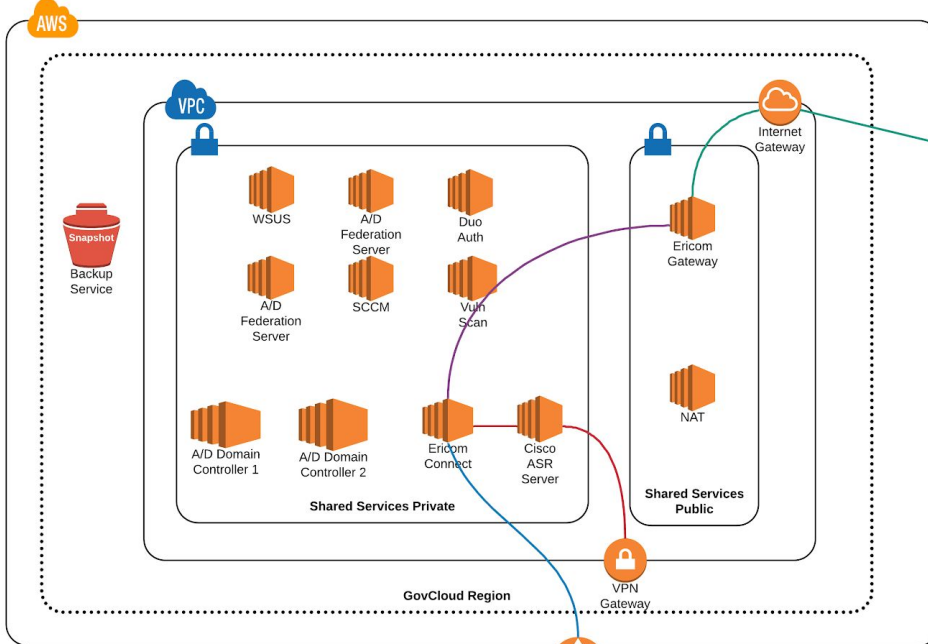 AWS
VPC
Internet
Gateway
WSUS
A/D
Federation
Server
Duo
Auth
Ericom
Gateway
Snapshot
Backup
Service
A/D
Federation
Server
SCCM
Vuln
Scan
NAT
A/D Domain
Controller 1
A/D Domain
Controller 2
Ericom
Connect
Cisco
ASR
Server
Shared Services Private
Shared Services
Public
VPN
Gateway
GovCloud Region